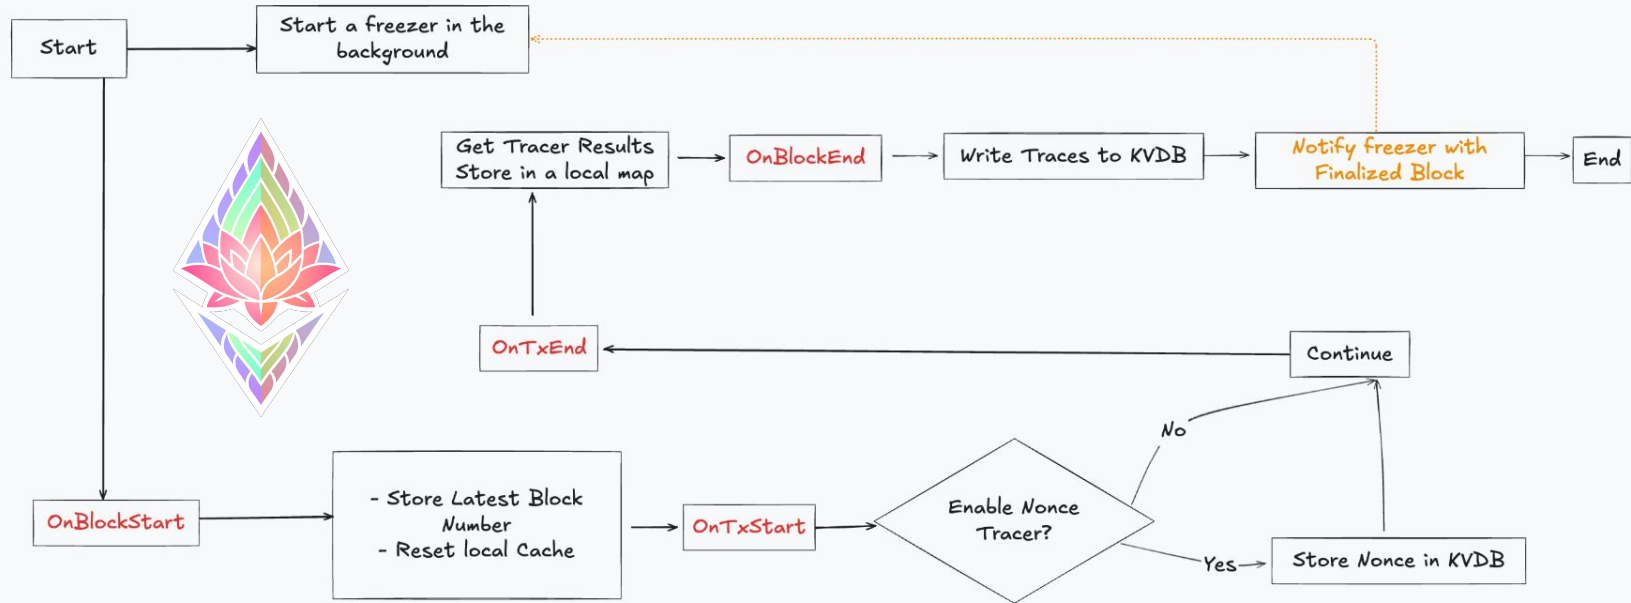 Start
Start a freezer in the
background
Get Tracer Results
Store in a local map
OnBlockEnd
Write Traces to KVDB
Notify freezer with
Finalized Block
End
OnTxEnd
Continue
No
OnBlockStart
- Store Latest Block
Number
- Reset local Cache
OnTxStart
Enable Nonce
Tracer?
Yes
Store Nonce in KVDB